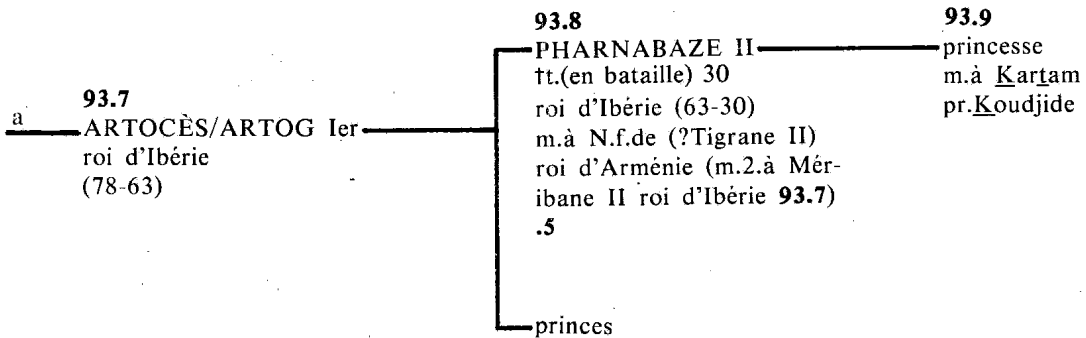 a
93.7
ARTOCÈS/ARTOG Ier
roi d'Ibérie
(78-63)
93.8
PHARNABAZE II
†t.(en bataille) 30
roi d'Ibérie (63-30)
m.à N.f.de (?Tigrane II)
roi d'Arménie (m.2.à Mér-
ibane II roi d'Ibérie 93.7)
.5
princes
93.9
princesse
m.à Kartam
pr.Koudjide